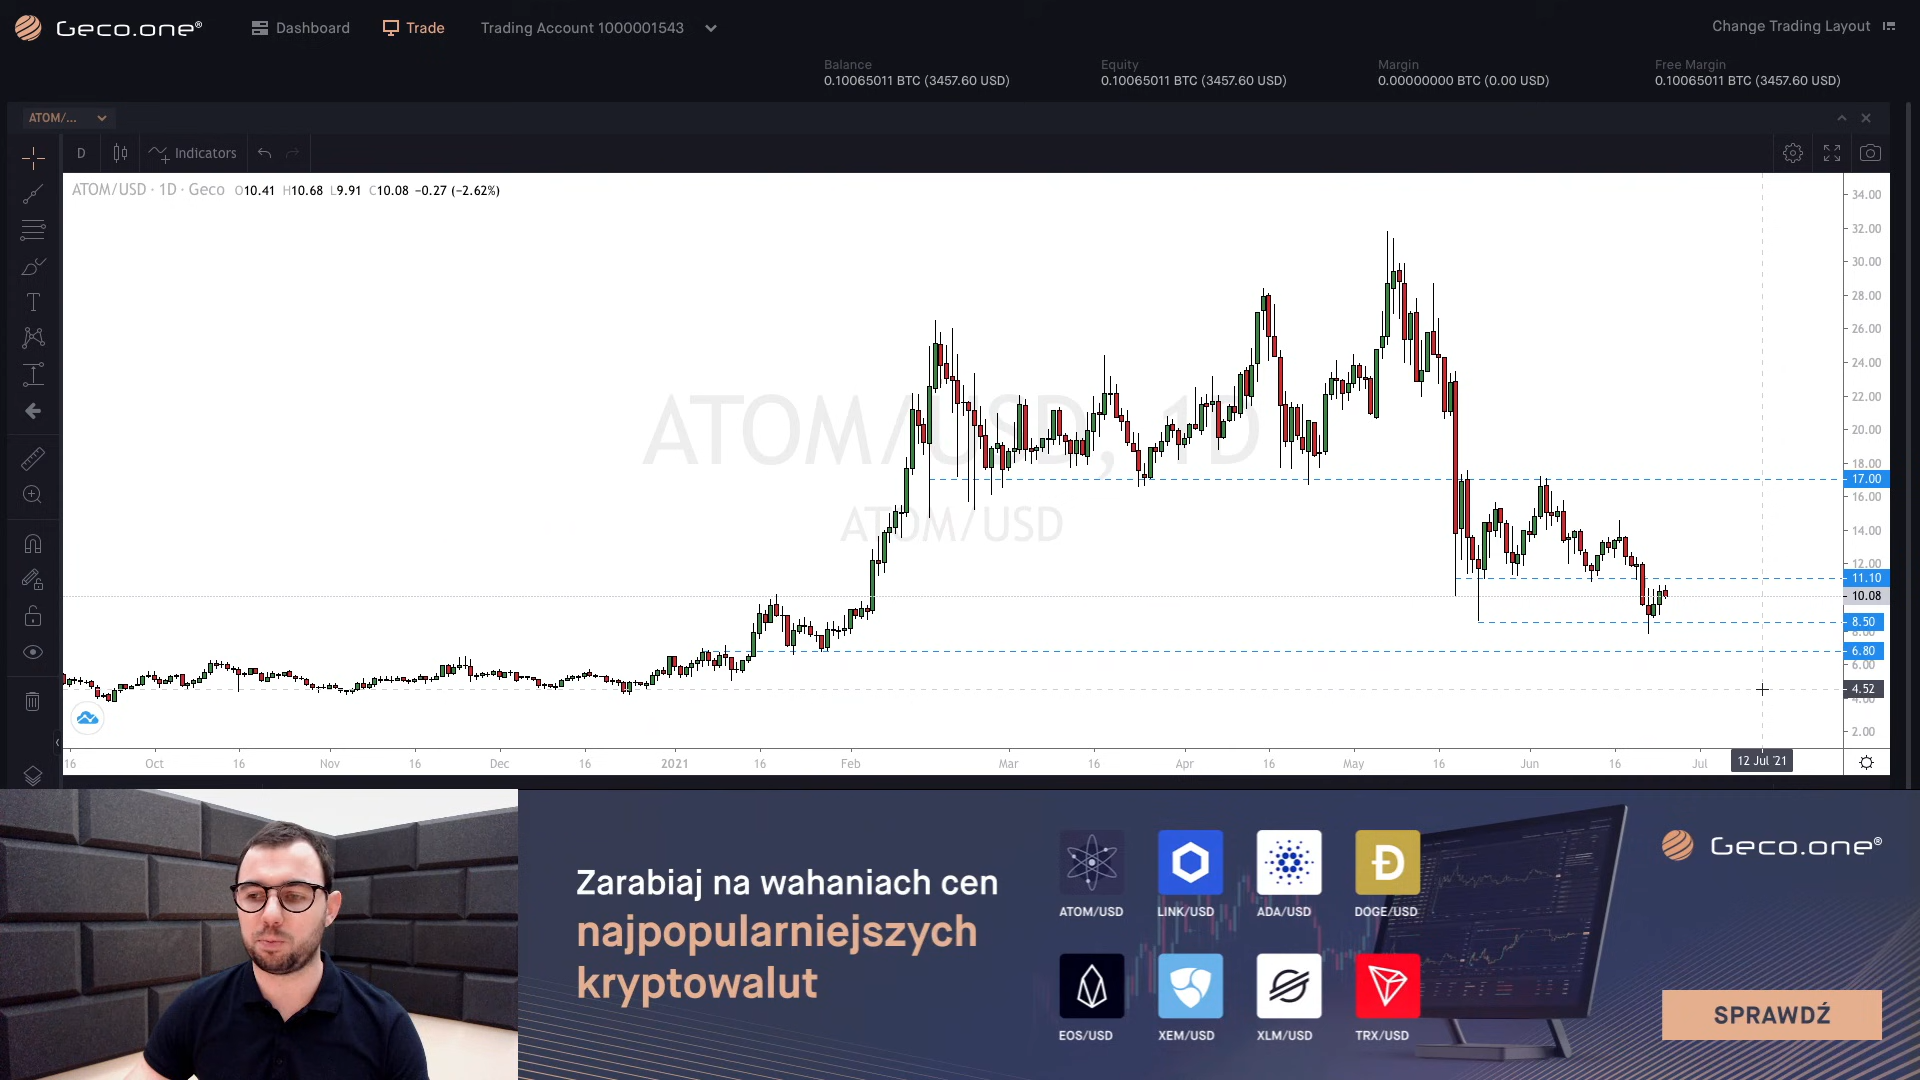 Geco.one®
Dashboard
Trade
Trading Account 1000001543
Change Trading Layout
Balance
0.10065011 BTC (3457.60 USD)
Equity
0.10065011 BTC (3457.60 USD)
Margin
0.00000000 BTC (0.00 USD)
Free Margin
0.10065011 BTC (3457.60 USD)
ATOM/...
D
Indicators
ATOM/USD · 1D · Geco O10.41 H10.68 L9.91 C10.08 −0.27 (−2.62%)
ATOM/USD, 1D
ATOM/USD
34.00
32.00
30.00
28.00
26.00
24.00
22.00
20.00
18.00
17.00
16.00
14.00
12.00
11.10
10.08
8.50
8.00
6.80
6.00
4.52
4.00
2.00
16
Oct
16
Nov
16
Dec
16
2021
16
Feb
Mar
16
Apr
16
May
16
Jun
16
Jul
12 Jul '21
Zarabiaj na wahaniach cen
najpopularniejszych
kryptowalut
ATOM/USD
LINK/USD
ADA/USD
DOGE/USD
EOS/USD
XEM/USD
XLM/USD
TRX/USD
Geco.one®
SPRAWDŹ